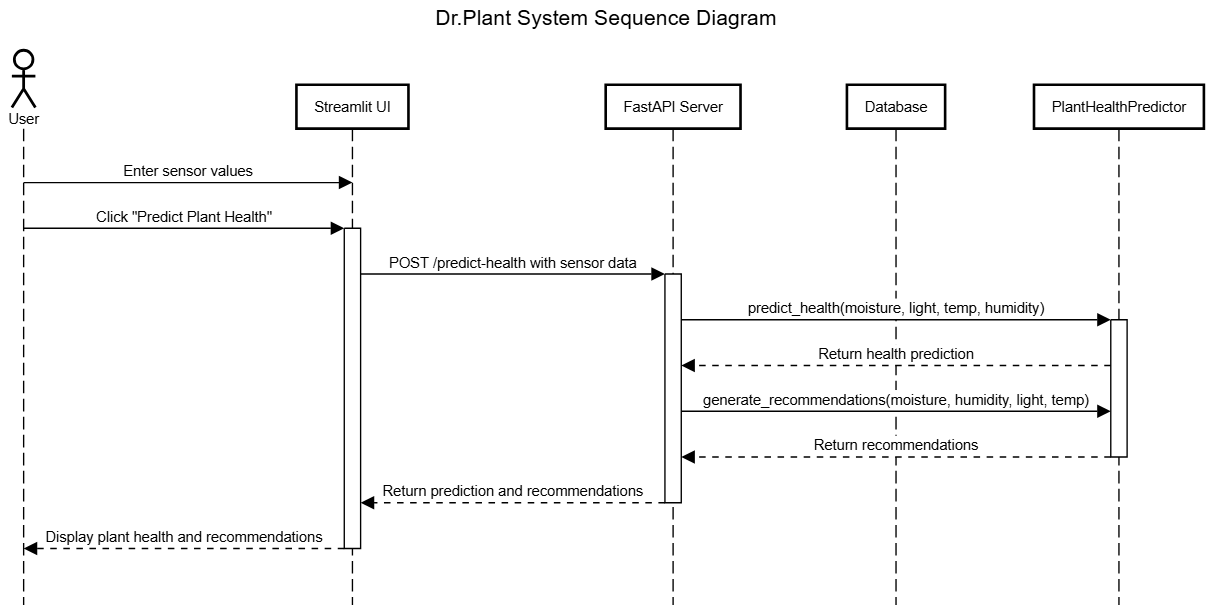 Dr.Plant System Sequence Diagram
User
Streamlit UI
FastAPI Server
Database
PlantHealthPredictor
Enter sensor values
Click "Predict Plant Health"
POST /predict-health with sensor data
predict_health(moisture, light, temp, humidity)
Return health prediction
generate_recommendations(moisture, humidity, light, temp)
Return recommendations
Return prediction and recommendations
Display plant health and recommendations